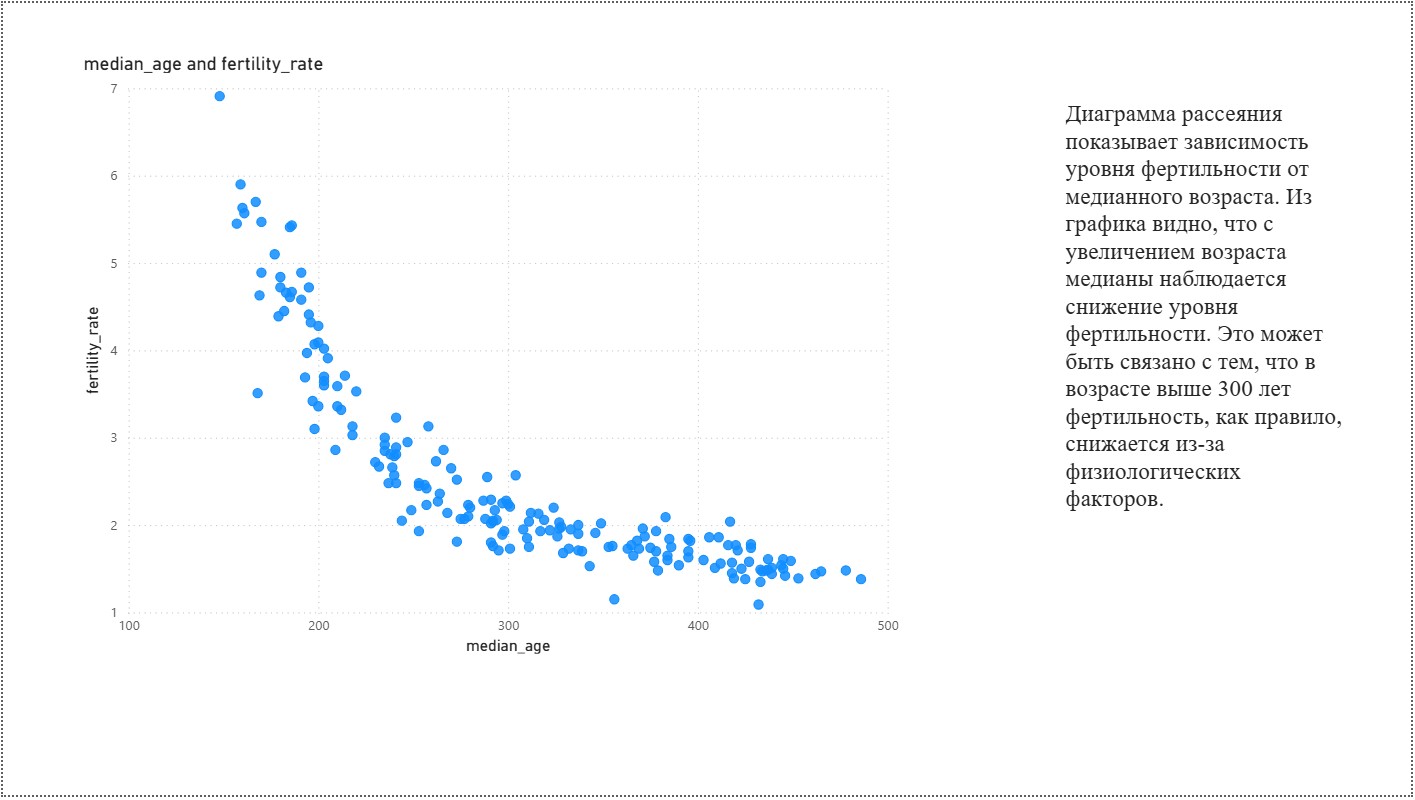 median_age and fertility_rate
7
6
5
4
3
2
1
fertility_rate
100 200 300 400 500
median_age
Диаграмма рассеяния
показывает зависимость
уровня фертильности от
медианного возраста. Из
графика видно, что с
увеличением возраста
медианы наблюдается
снижение уровня
фертильности. Это может
быть связано с тем, что в
возрасте выше 300 лет
фертильность, как правило,
снижается из-за
физиологических
факторов.